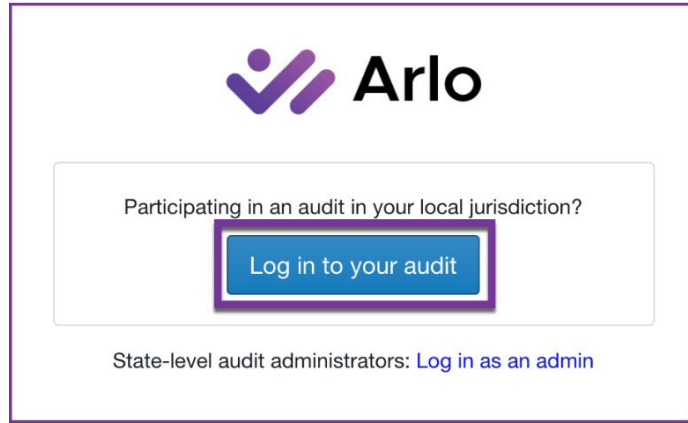 Arlo
Participating in an audit in your local jurisdiction?
Log in to your audit
State-level audit administrators: Log in as an admin